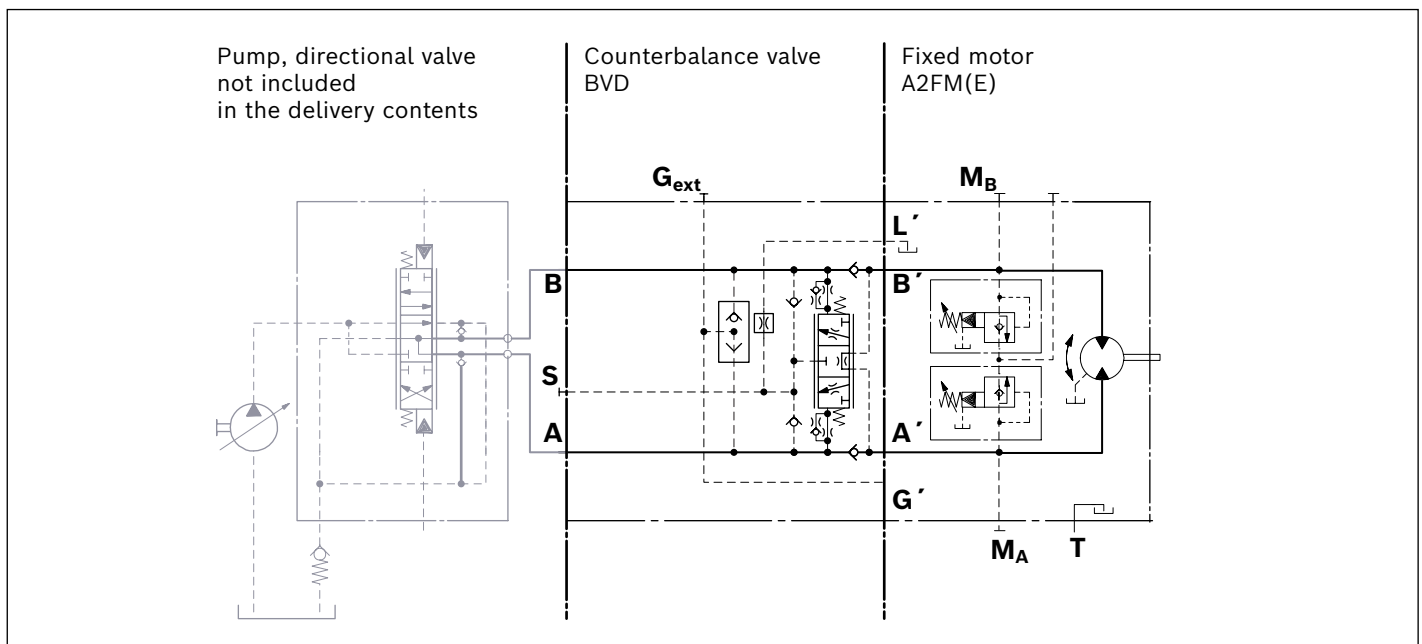 Pump, directional valve
not included
in the delivery contents
Counterbalance valve
BVD
Fixed motor
A2FM(E)
Gext
MB
L´
B
B´
S
A
A´
G´
MA
T